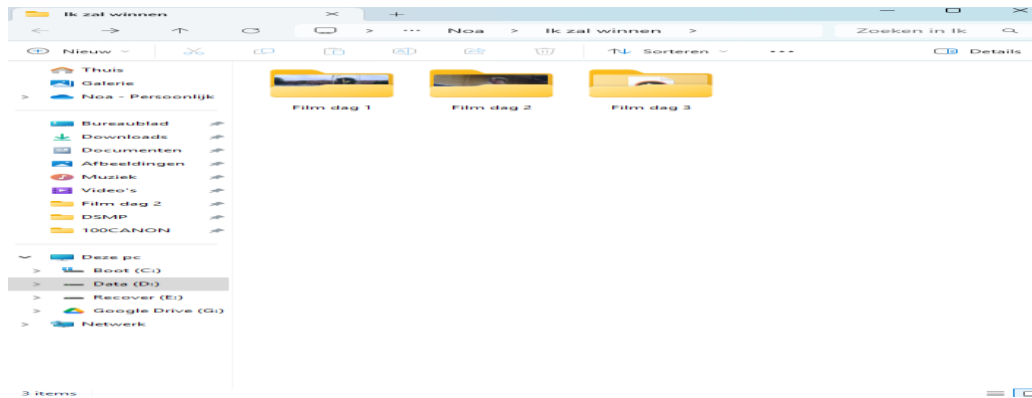 Ik zal winnen
Noa > Ik zal winnen >
Zoeken in Ik
Nieuw
Sorteren
Details
Thuis
Galerie
Noa - Persoonlijk
Bureaublad
Downloads
Documenten
Afbeeldingen
Muziek
Video's
Film dag 2
DSMP
100CANON
Deze pc
Boot (C:)
Data (D:)
Recover (E:)
Google Drive (G:)
Netwerk
Film dag 1
Film dag 2
Film dag 3
3 items